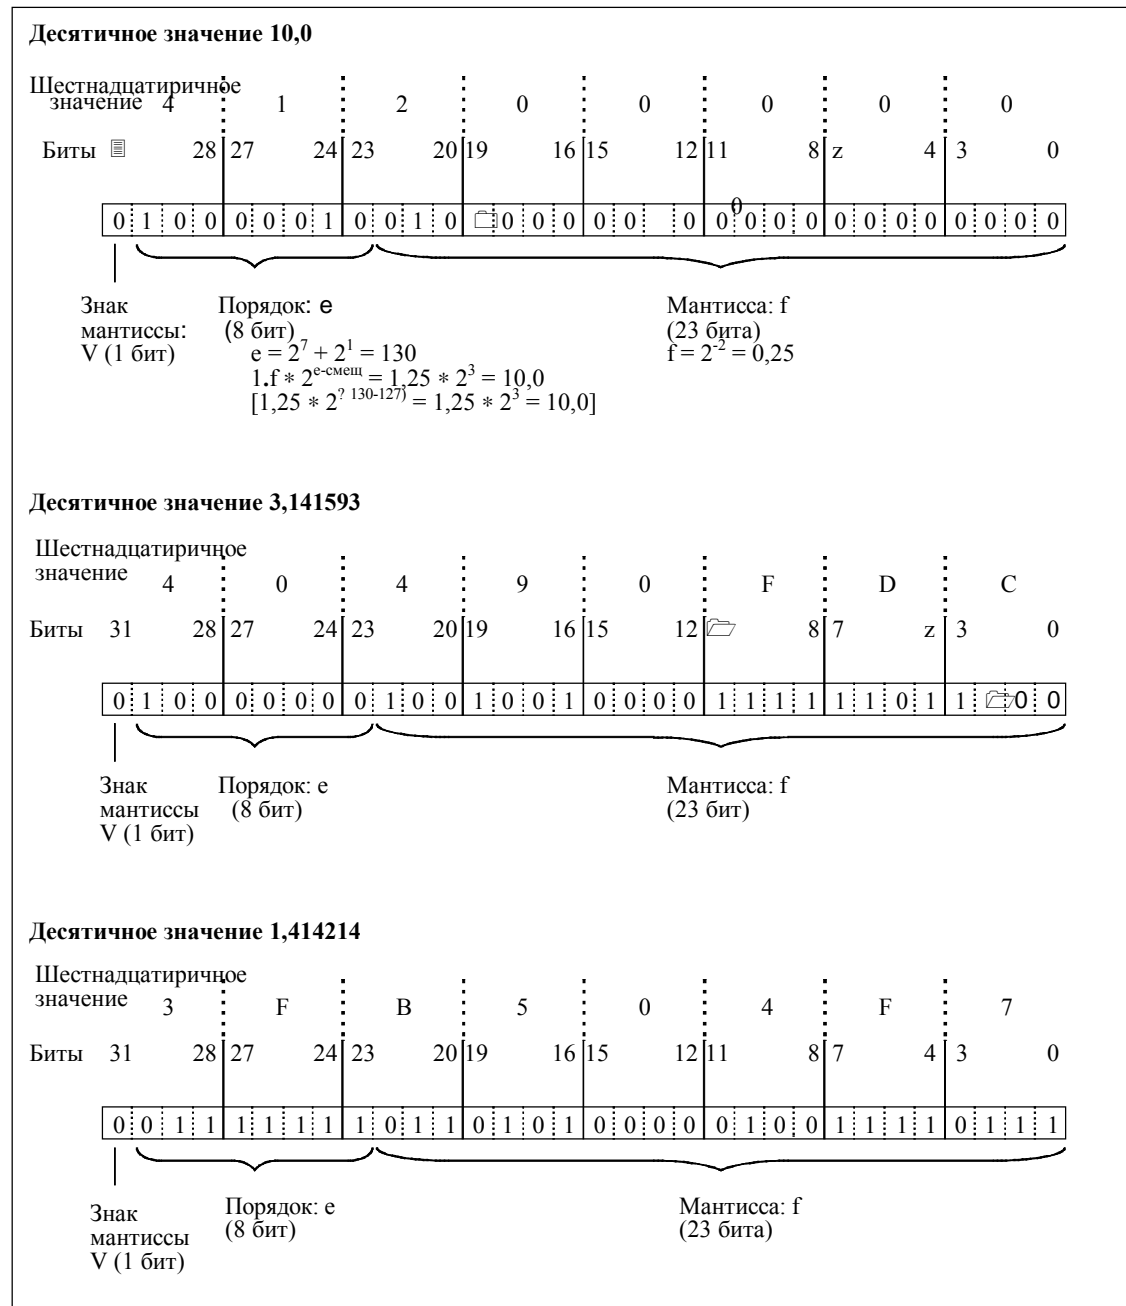 Десятичное значение 10,0
Шестнадцатиричное
значение 4 1 2 0 0 0 0 0
Биты 28 27 24 23 20 19 16 15 12 11 8 z 4 3 0
0
0 1 0 0 0 0 0 1 0 0 1 0 0 0 0 0 0 0 0 0 0 0 0 0 0 0 0 0 0 0
Знак Порядок: e Мантисса: f
мантиссы: (8 бит) (23 бита)
V (1 бит) e = 2^7 + 2^1 = 130 f = 2^-2 = 0,25
1.f * 2^e-смещ = 1,25 * 2^3 = 10,0
[1,25 * 2^? 130-127) = 1,25 * 2^3 = 10,0]
Десятичное значение 3,141593
Шестнадцатиричное
значение 4 0 4 9 0 F D C
Биты 31 28 27 24 23 20 19 16 15 12 8 7 z 3 0
0 1 0 0 0 0 0 0 0 1 0 0 1 0 0 1 0 0 0 0 1 1 1 1 1 1 0 1 1 0 0
Знак Порядок: e Мантисса: f
мантиссы (8 бит) (23 бит)
V (1 бит)
Десятичное значение 1,414214
Шестнадцатиричное
значение 3 F B 5 0 4 F 7
Биты 31 28 27 24 23 20 19 16 15 12 11 8 7 4 3 0
0 0 1 1 1 1 1 1 1 0 1 1 0 1 0 1 0 0 0 0 0 1 0 0 1 1 1 1 0 1 1 1
Знак Порядок: e Мантисса: f
мантиссы (8 бит) (23 бита)
V (1 бит)